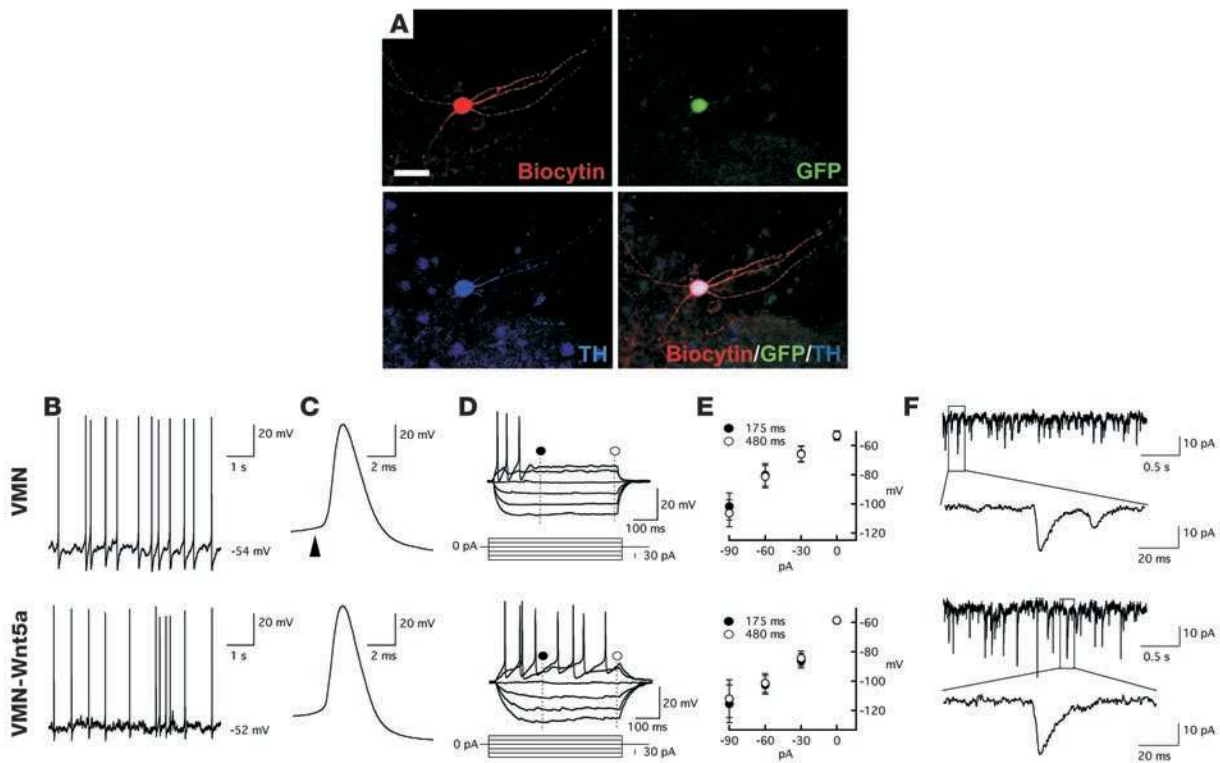 A
Biocytin
GFP
TH
Biocytin/GFP/TH
B
C
D
E
F
VMN
20 mV
1 s
-54 mV
20 mV
2 ms
20 mV
100 ms
0 pA
30 pA
175 ms
480 ms
-60
-80
-100
-120
mV
-90
-60
-30
0
pA
10 pA
0.5 s
10 pA
20 ms
VMN-Wnt5a
20 mV
1 s
-52 mV
20 mV
2 ms
20 mV
100 ms
0 pA
30 pA
175 ms
480 ms
-60
-80
-100
-120
mV
-90
-60
-30
0
pA
10 pA
0.5 s
10 pA
20 ms